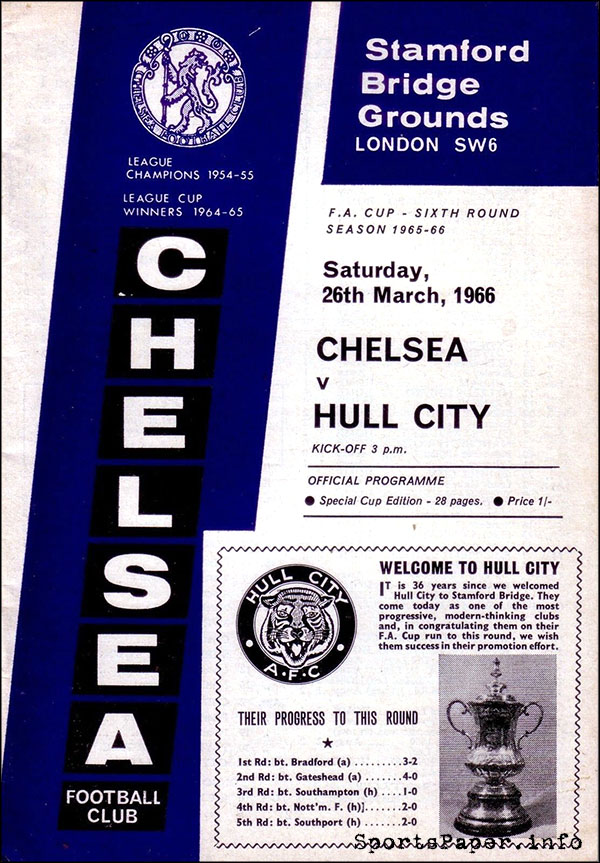 CHELSEA FOOTBALL CLUB
LEAGUE
CHAMPIONS 1954-55
LEAGUE CUP
WINNERS 1964-65
CHELSEA
FOOTBALL
CLUB
Stamford
Bridge
Grounds
LONDON SW6
F.A. CUP - SIXTH ROUND
SEASON 1965-66
Saturday,
26th March, 1966
CHELSEA
v
HULL CITY
KICK-OFF 3 p.m.
OFFICIAL PROGRAMME
● Special Cup Edition - 28 pages. ● Price 1/-
HULL CITY
A·F·C
WELCOME TO HULL CITY
IT is 36 years since we welcomed
Hull City to Stamford Bridge. They
come today as one of the most
progressive, modern-thinking clubs
and, in congratulating them on their
F.A. Cup run to this round, we wish
them success in their promotion effort.
THEIR PROGRESS TO THIS ROUND
★
1st Rd: bt. Bradford (a) .........3-2
2nd Rd: bt. Gateshead (a) ......4-0
3rd Rd: bt. Southampton (h) ....1-0
4th Rd: bt. Nott'm. F. (h)].......2-0
5th Rd: bt. Southport (h) ......2-0
SportsPaper.info